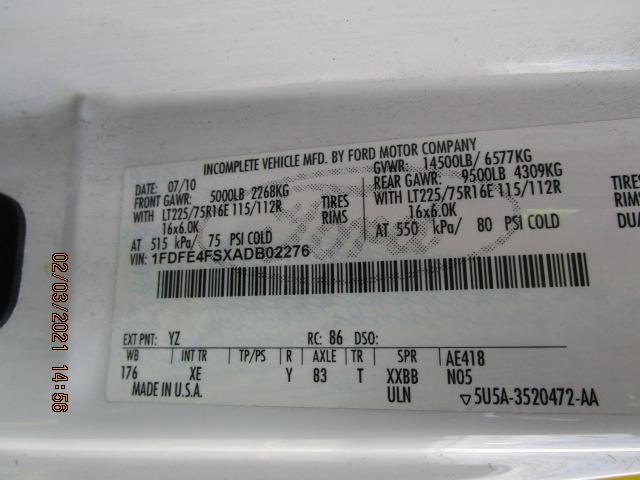 INCOMPLETE VEHICLE MFD. BY FORD MOTOR COMPANY
DATE: 07/10 GVWR: 14500LB/ 6577KG
FRONT GAWR: 5000LB 2268KG REAR GAWR: 9500LB 4309KG
WITH LT225/75R16E 115/112R TIRES WITH LT225/75R16E 115/112R TIRES
16x6.0K RIMS 16x6.0K RIMS
AT 515 kPa/ 75 PSI COLD AT 550 kPa/ 80 PSI COLD DUAL
VIN: 1FDFE4FSXADB02276
EXT PNT: YZ RC: 86 DSO:
WB INT TR TP/PS R AXLE TR SPR AE418
176 XE Y 83 T XXBB N05
MADE IN U.S.A. ULN ▽5U5A-3520472-AA
02/03/2021 14:56